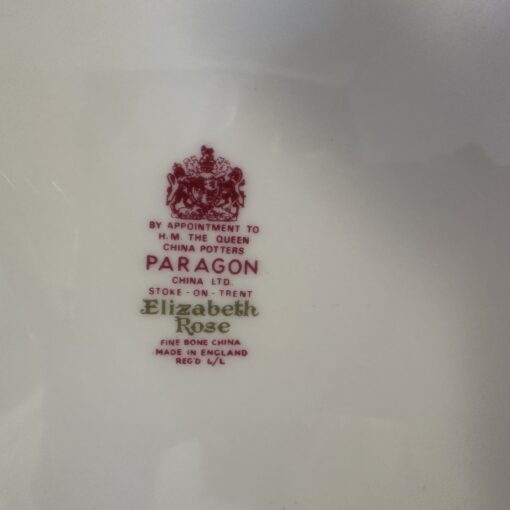 BY APPOINTMENT TO
H.M. THE QUEEN
CHINA POTTERS
PARAGON
CHINA LTD.
STOKE-ON-TRENT
Elizabeth
Rose
FINE BONE CHINA
MADE IN ENGLAND
REG'D L/L